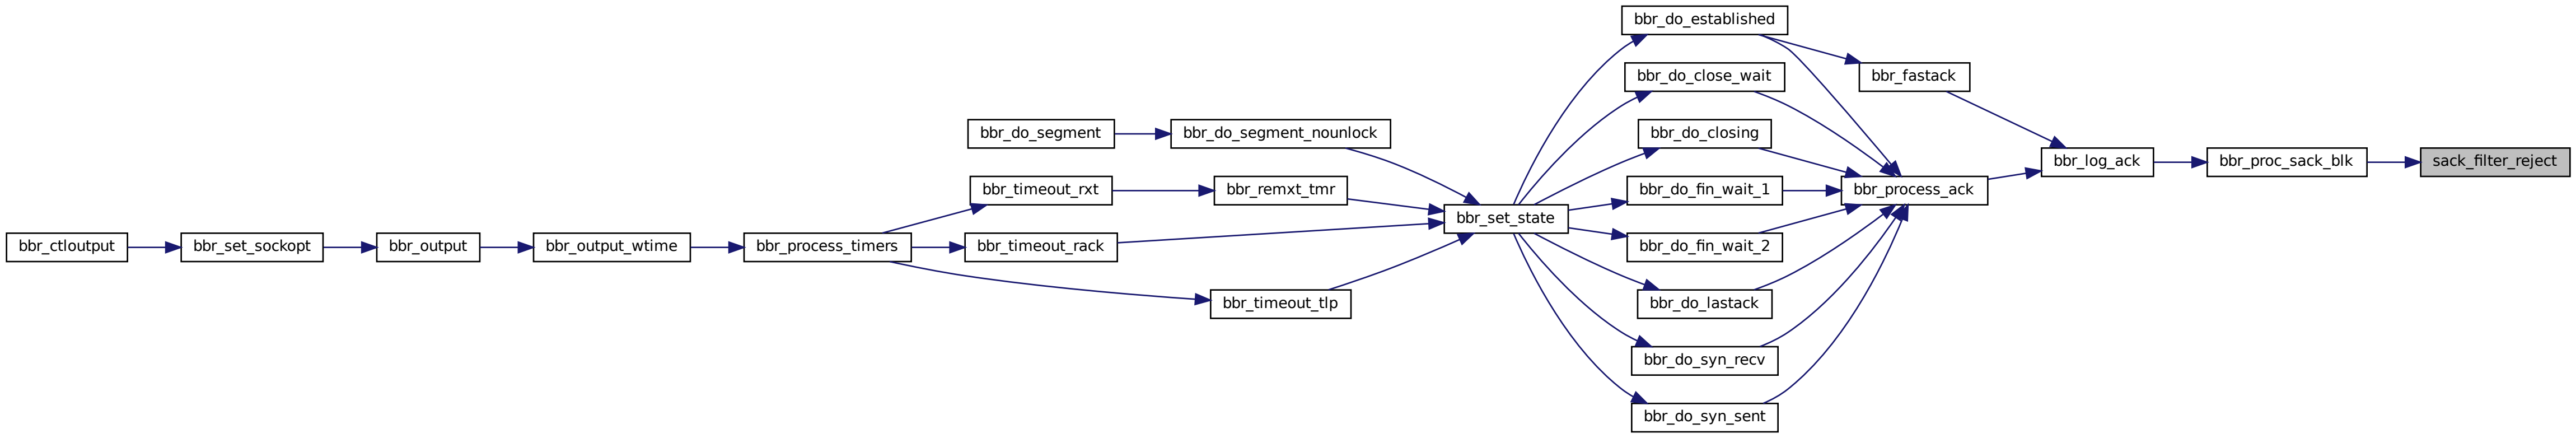 bbr_do_established
bbr_do_close_wait
bbr_fastack
bbr_do_segment
bbr_do_segment_nounlock
bbr_do_closing
bbr_log_ack
bbr_proc_sack_blk
sack_filter_reject
bbr_timeout_rxt
bbr_remxt_tmr
bbr_do_fin_wait_1
bbr_process_ack
bbr_set_state
bbr_ctloutput
bbr_set_sockopt
bbr_output
bbr_output_wtime
bbr_process_timers
bbr_timeout_rack
bbr_do_fin_wait_2
bbr_timeout_tlp
bbr_do_lastack
bbr_do_syn_recv
bbr_do_syn_sent